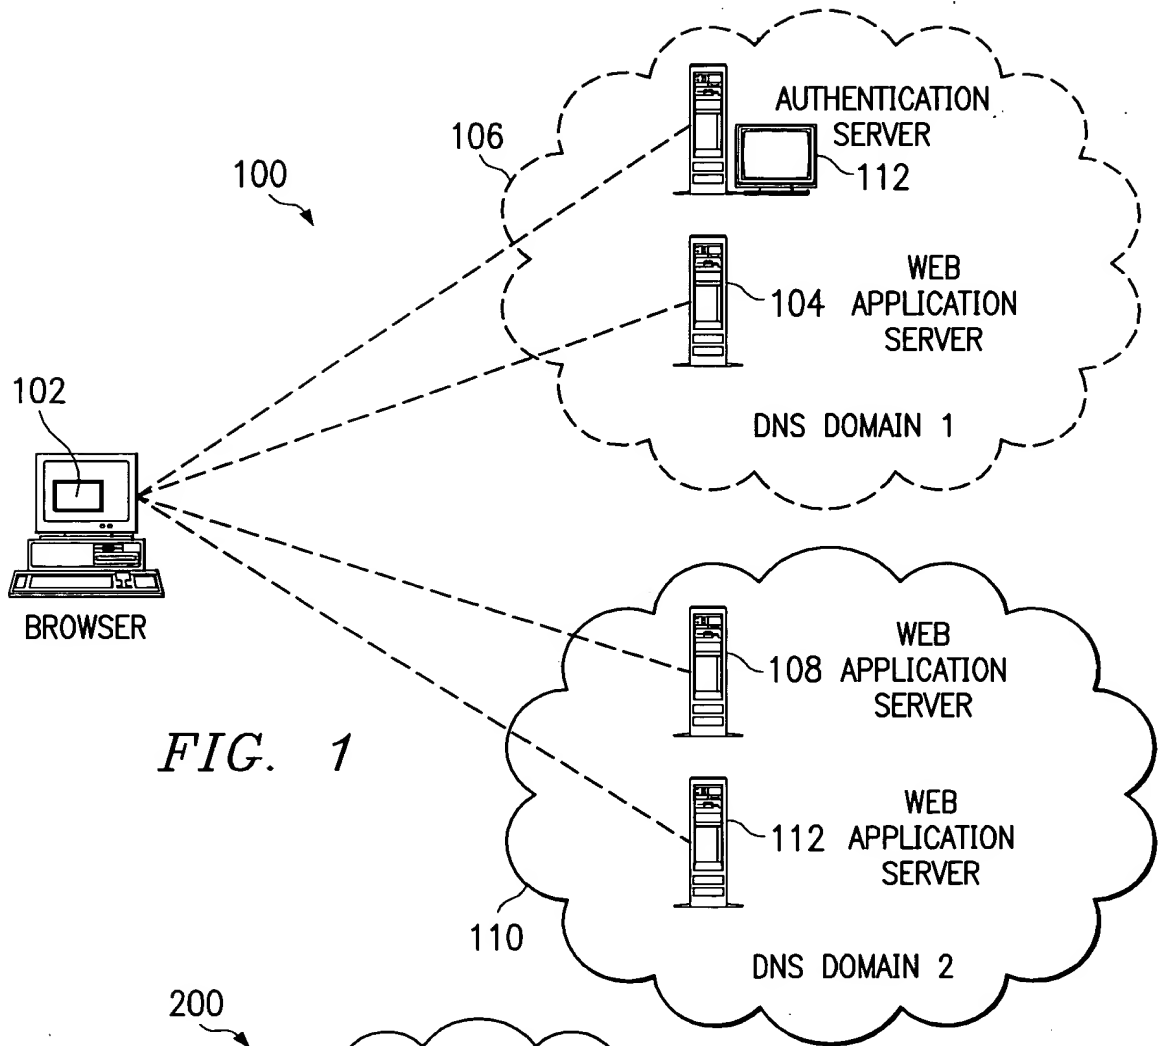 AUTHENTICATION
SERVER
106
112
100
WEB
104 APPLICATION
SERVER
102
DNS DOMAIN 1
BROWSER
WEB
108 APPLICATION
SERVER
FIG. 1
WEB
112 APPLICATION
SERVER
110
DNS DOMAIN 2
200